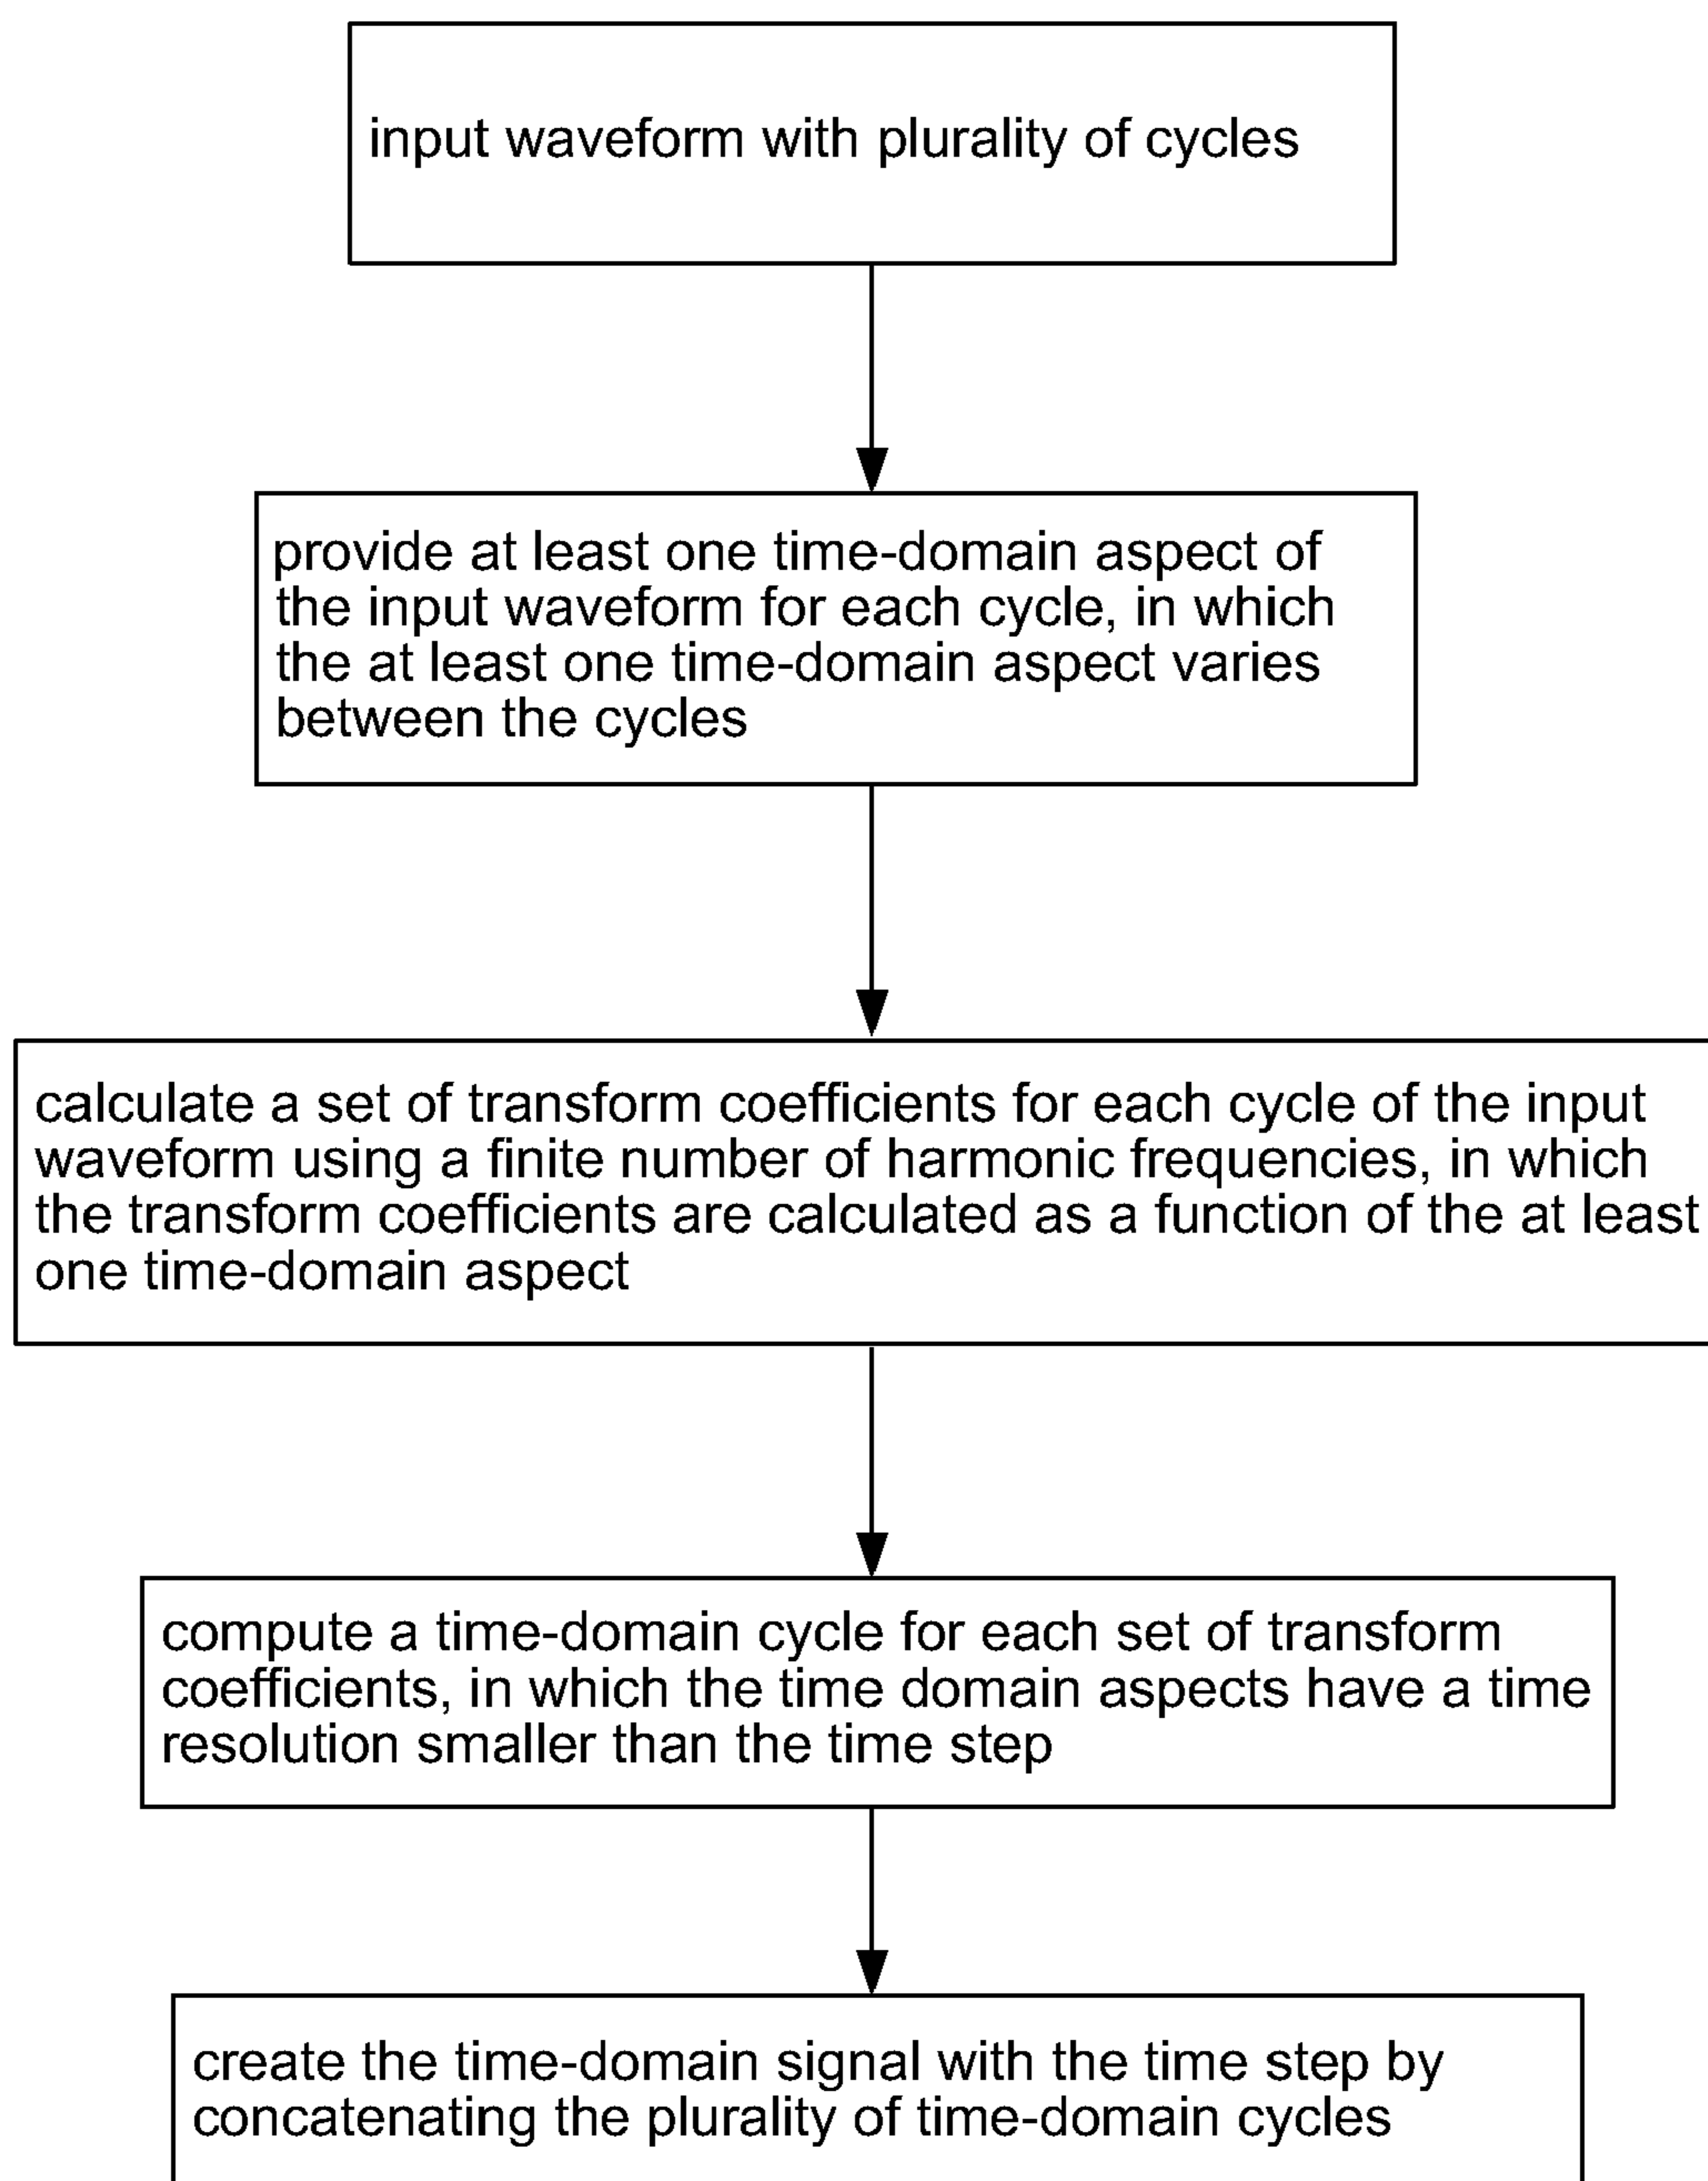 input waveform with plurality of cycles
provide at least one time-domain aspect of
the input waveform for each cycle, in which
the at least one time-domain aspect varies
between the cycles
calculate a set of transform coefficients for each cycle of the input
waveform using a finite number of harmonic frequencies, in which
the transform coefficients are calculated as a function of the at least
one time-domain aspect
compute a time-domain cycle for each set of transform
coefficients, in which the time domain aspects have a time
resolution smaller than the time step
create the time-domain signal with the time step by
concatenating the plurality of time-domain cycles